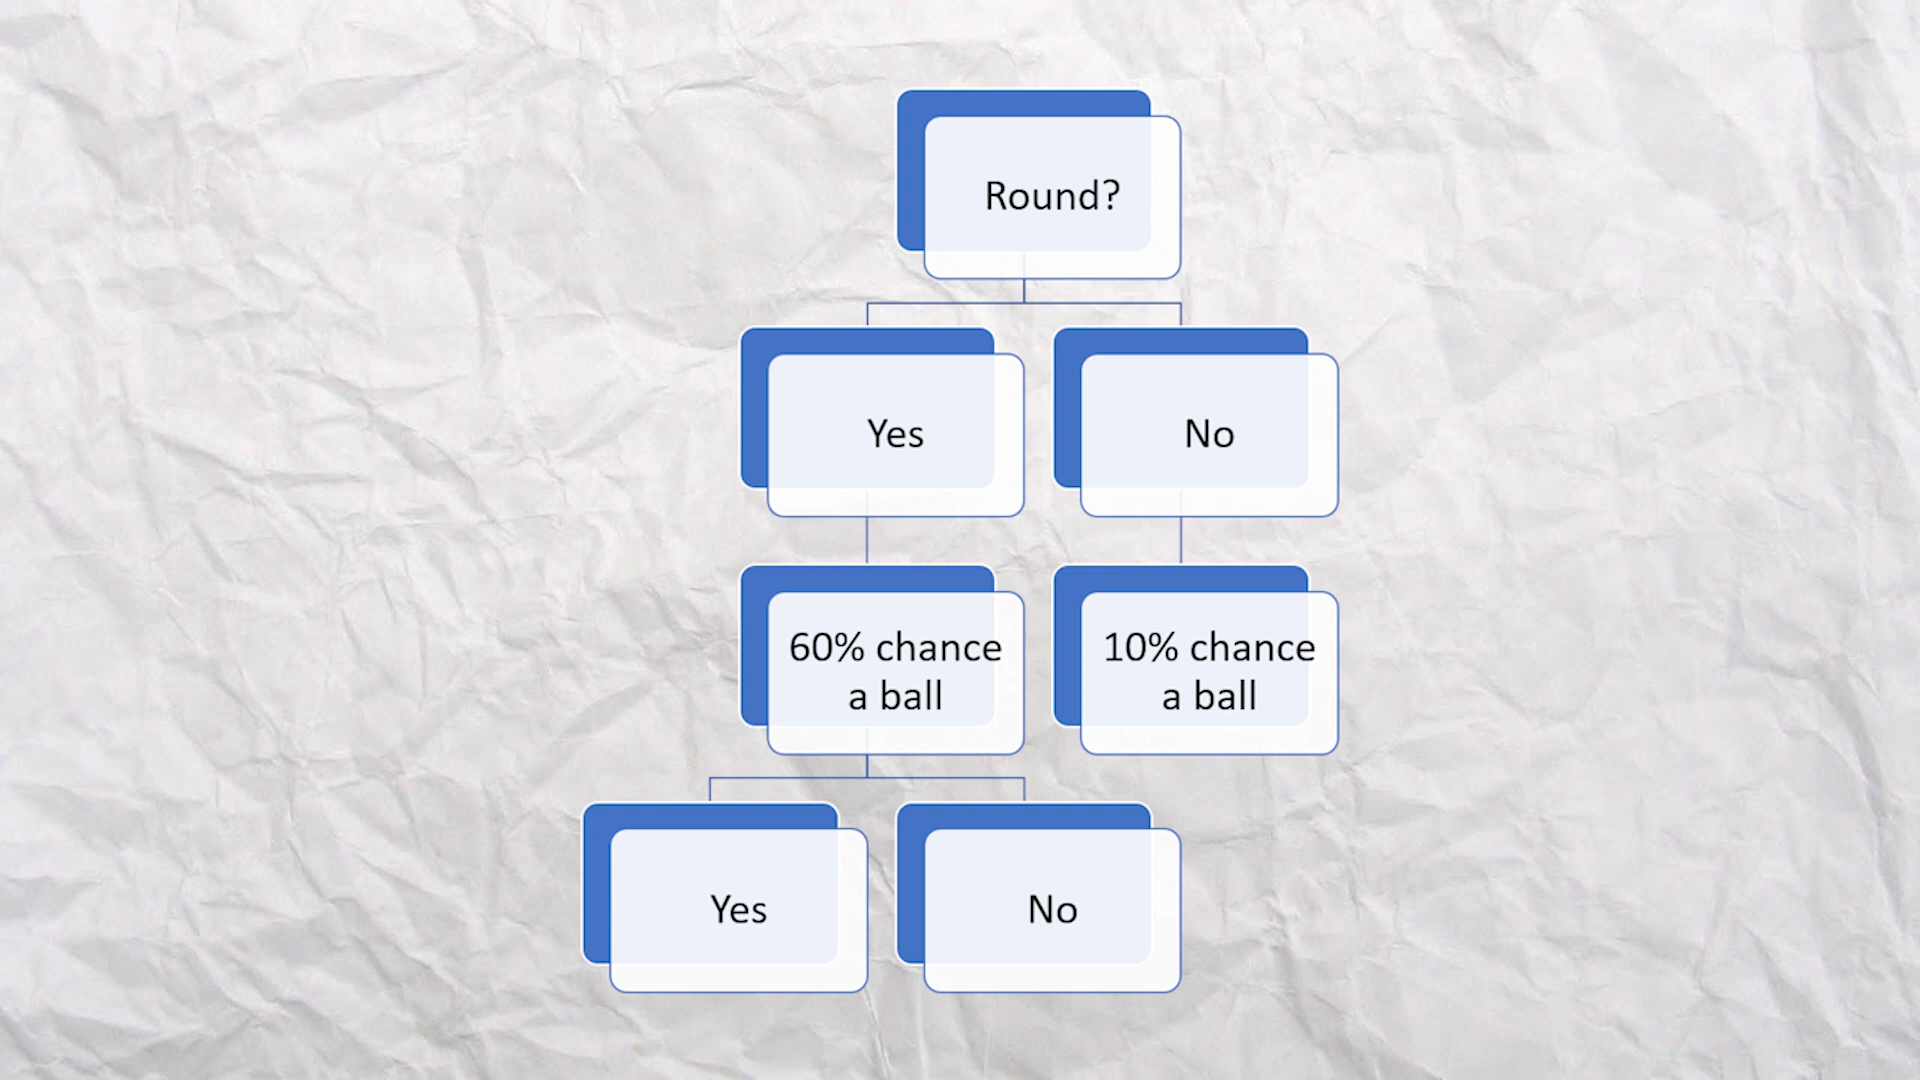 Round?
Yes
No
60% chance
a ball
10% chance
a ball
Yes
No